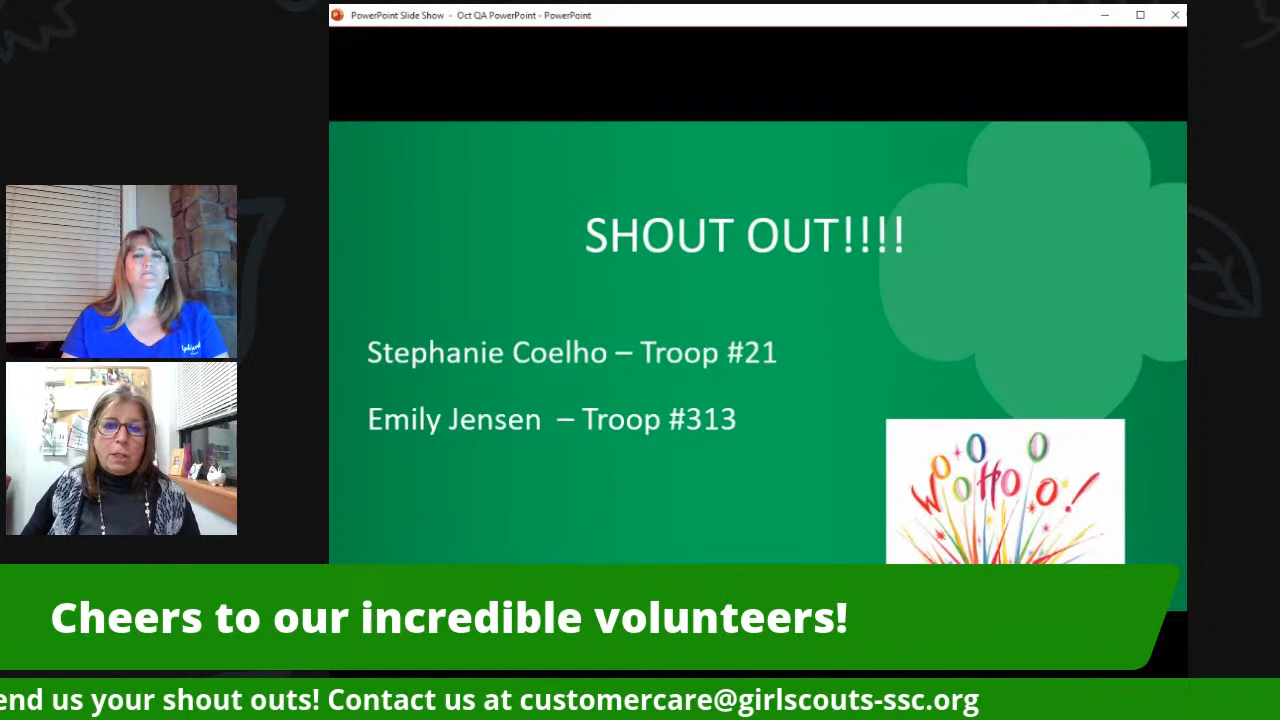 PowerPoint Slide Show - Oct QA PowerPoint - PowerPoint
SHOUT OUT!!!!
Stephanie Coelho – Troop #21
Emily Jensen – Troop #313
WOOHOOO!
Cheers to our incredible volunteers!
end us your shout outs! Contact us at customercare@girlscouts-ssc.org